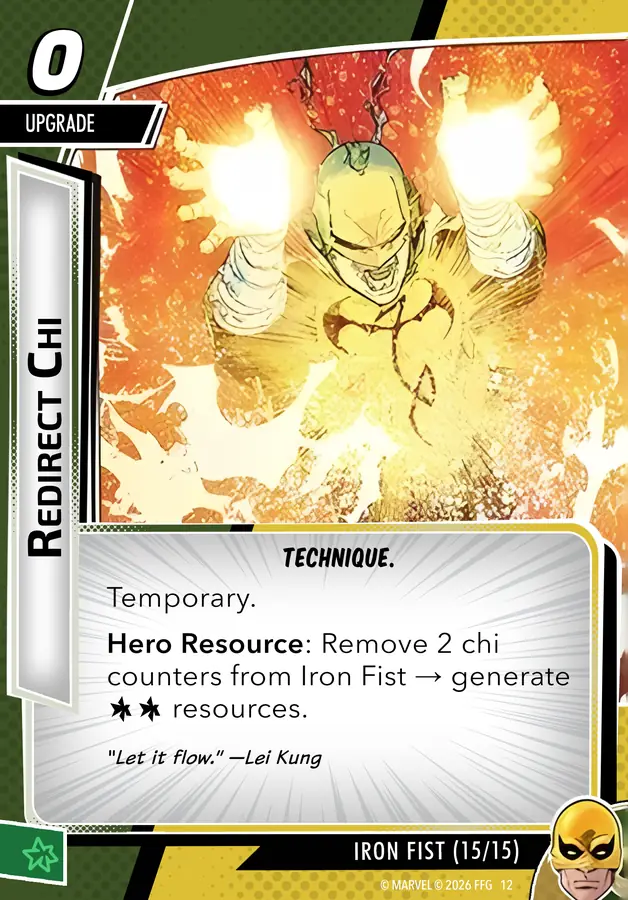 0
UPGRADE
REDIRECT CHI
TECHNIQUE.
Temporary.
Hero Resource: Remove 2 chi
counters from Iron Fist → generate
resources.
"Let it flow." —Lei Kung
IRON FIST (15/15)
© MARVEL © 2026 FFG 12